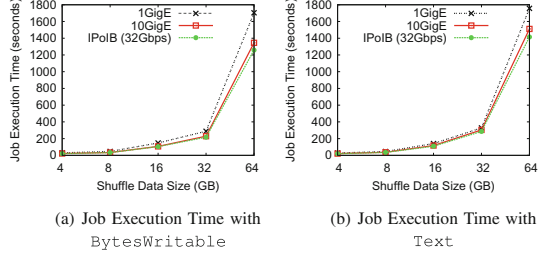 1800
1600
1400
1200
1000
800
600
400
200
0
Job Execution Time (seconds)
1GigE
10GigE
IPoIB (32Gbps)
4 8 16 32 64
Shuffle Data Size (GB)
(a) Job Execution Time with
BytesWritable
1800
1600
1400
1200
1000
800
600
400
200
0
Job Execution Time (seconds)
1GigE
10GigE
IPoIB (32Gbps)
4 8 16 32 64
Shuffle Data Size (GB)
(b) Job Execution Time with
Text